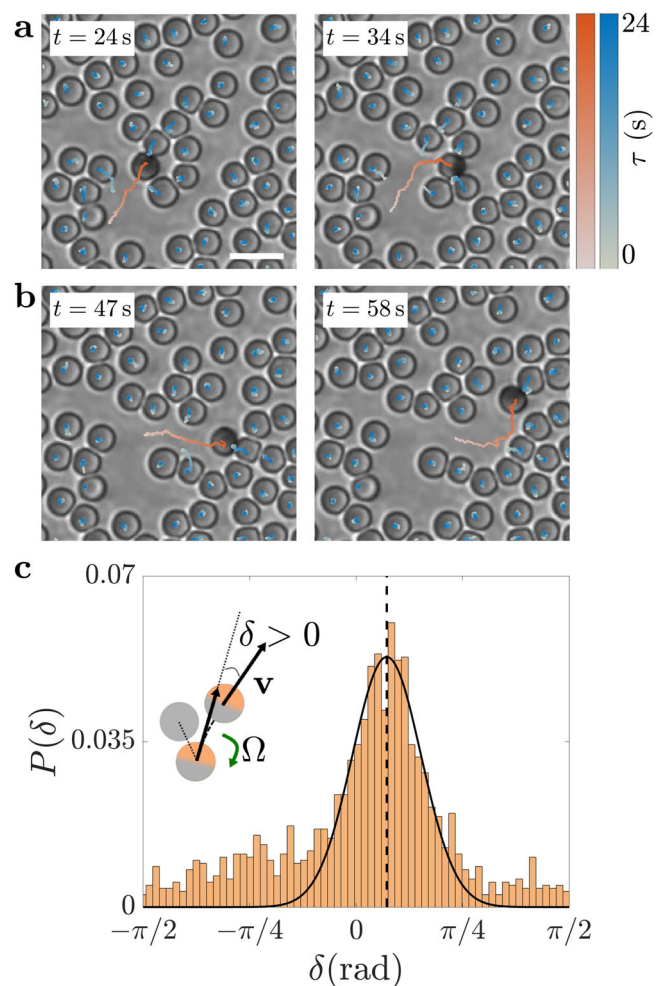 a
t = 24 s
t = 34 s
24
τ (s)
0
b
t = 47 s
t = 58 s
c
0.07
0.035
0
P(δ)
δ > 0
v
Ω
−π/2
−π/4
0
π/4
π/2
δ(rad)